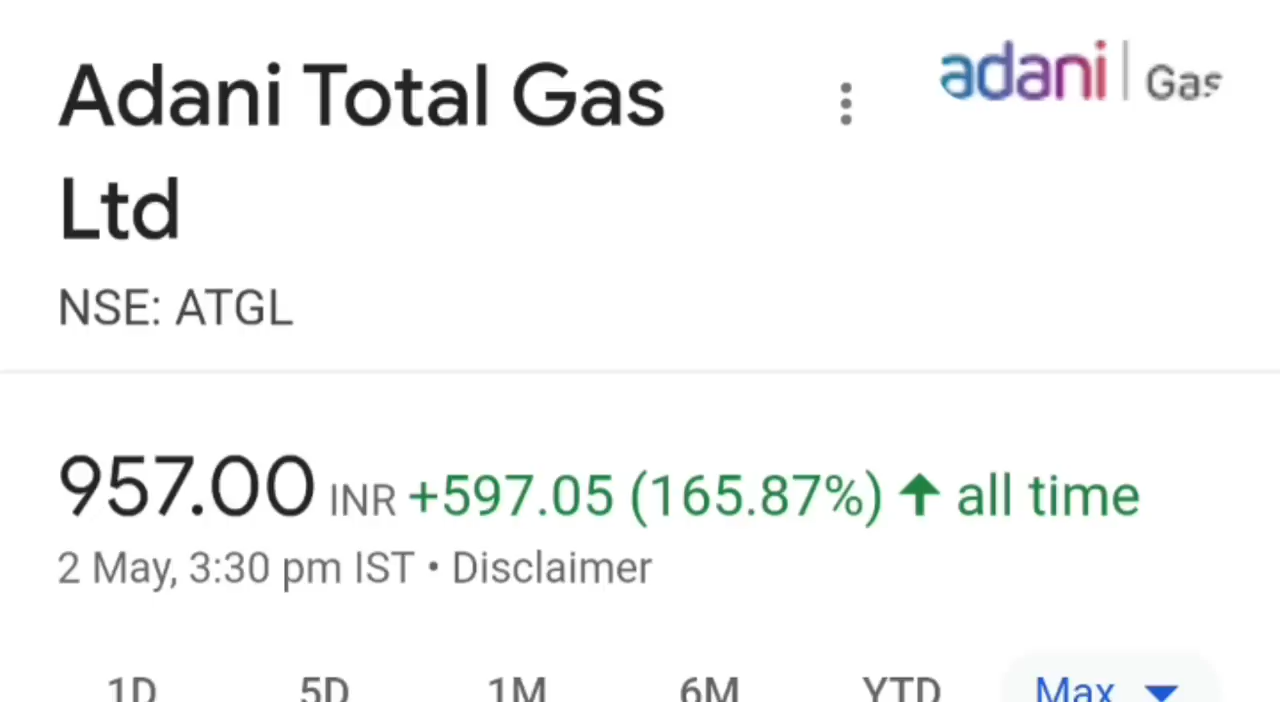 Adani Total Gas
Ltd
adani | Gas
NSE: ATGL
957.00 INR +597.05 (165.87%) ↑ all time
2 May, 3:30 pm IST • Disclaimer
1D 5D 1M 6M YTD Max